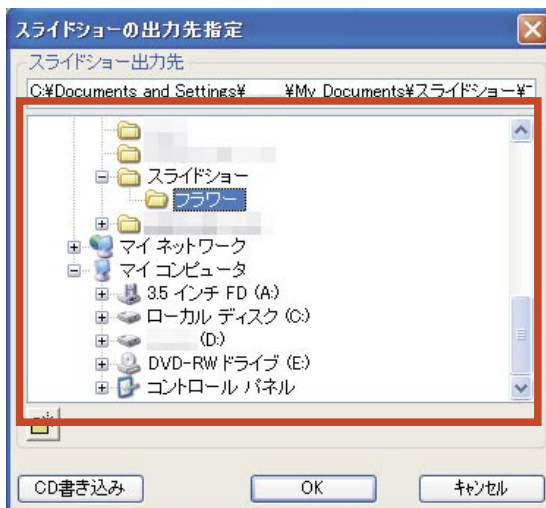 スライドショーの出力先指定
スライドショー出力先
C:¥Documents and Settings¥ ¥My Documents¥スライドショー¥
スライドショー
フラワー
マイ ネットワーク
マイ コンピュータ
3.5 インチ FD (A:)
ローカル ディスク (C:)
(D:)
DVD-RW ドライブ (E:)
コントロール パネル
CD書き込み OK キャンセル